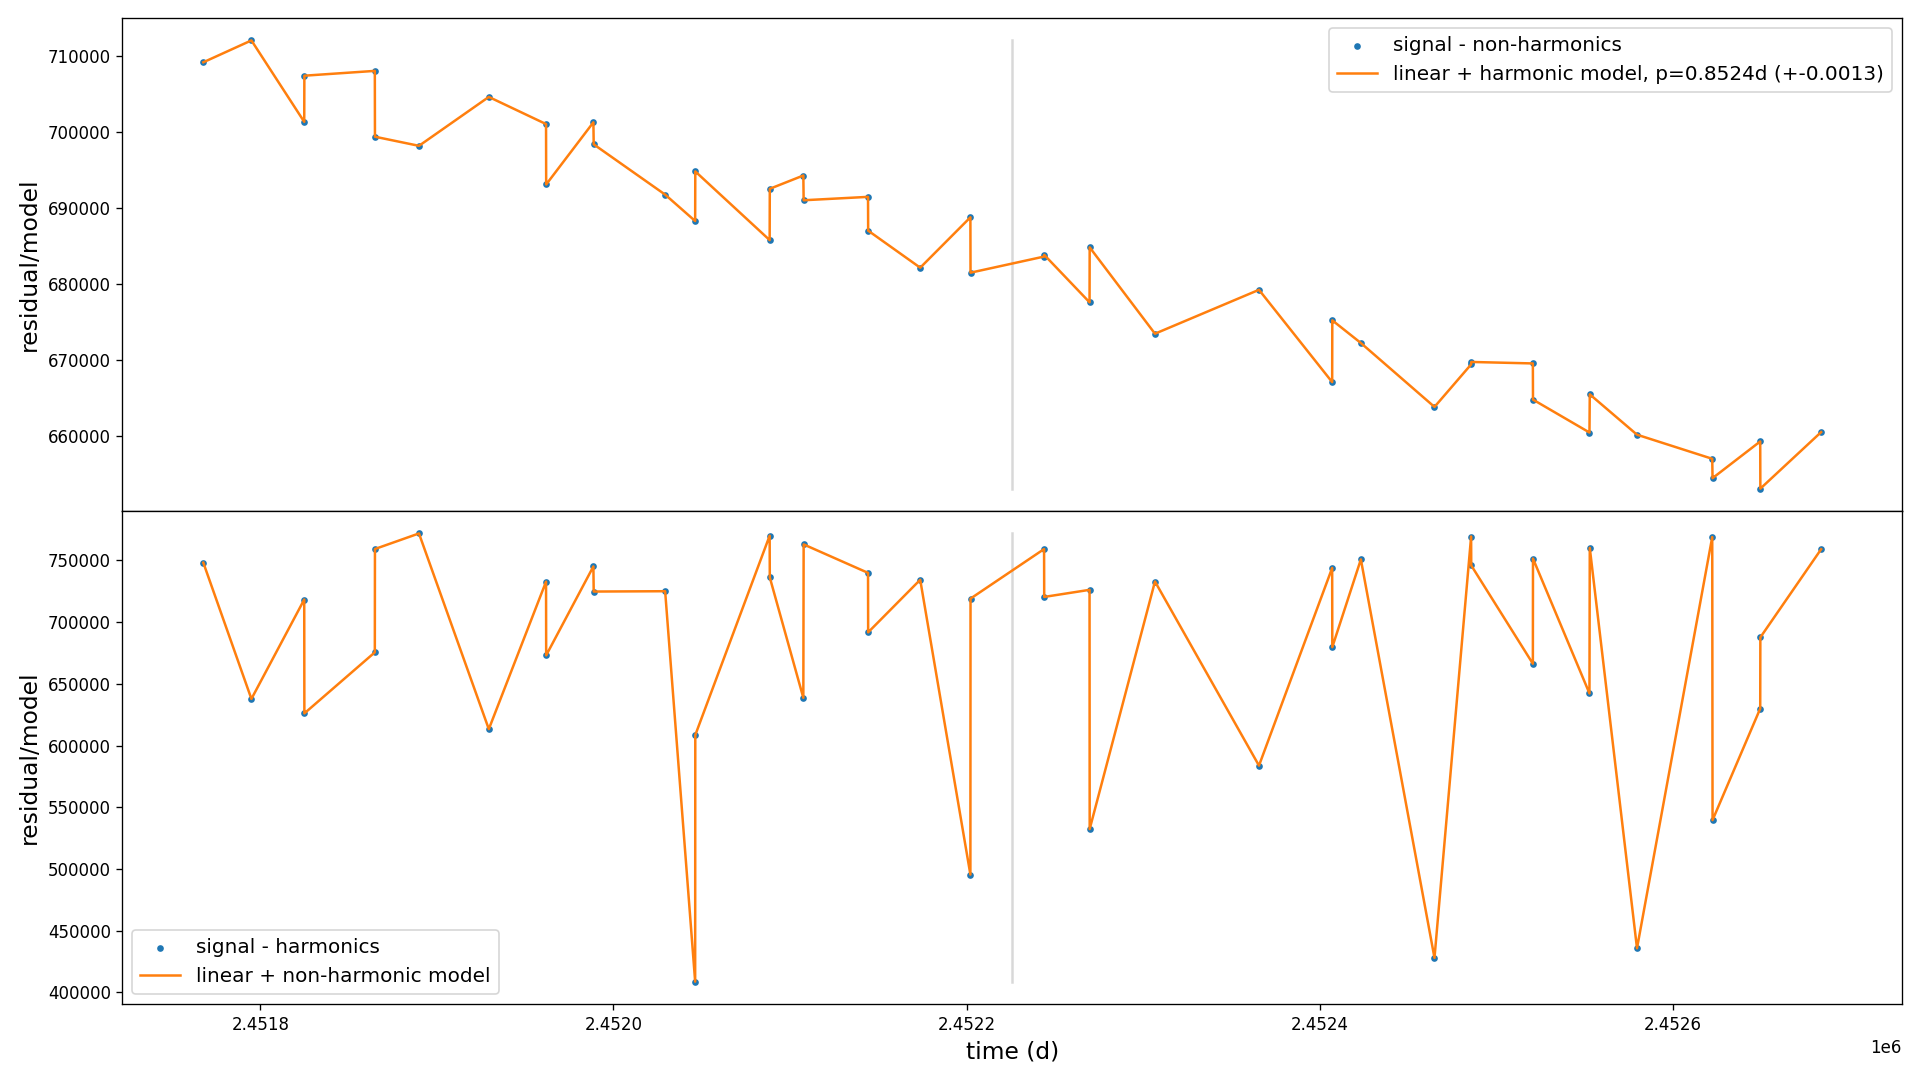 710000
700000
690000
680000
670000
660000
residual/model
signal - non-harmonics
linear + harmonic model, p=0.8524d (+-0.0013)
750000
700000
650000
600000
550000
500000
450000
400000
residual/model
signal - harmonics
linear + non-harmonic model
2.4518
2.4520
2.4522
2.4524
2.4526
1e6
time (d)